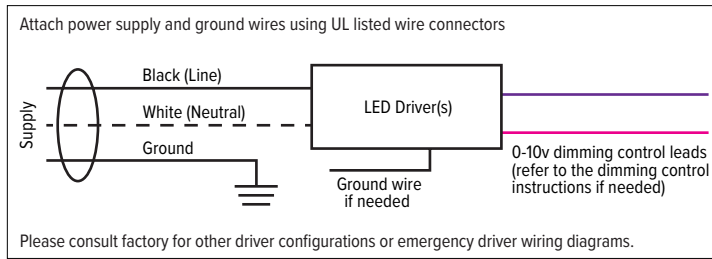 Attach power supply and ground wires using UL listed wire connectors
Supply
Black (Line)
White (Neutral)
Ground
LED Driver(s)
Ground wire
if needed
0-10v dimming control leads
(refer to the dimming control
instructions if needed)
Please consult factory for other driver configurations or emergency driver wiring diagrams.